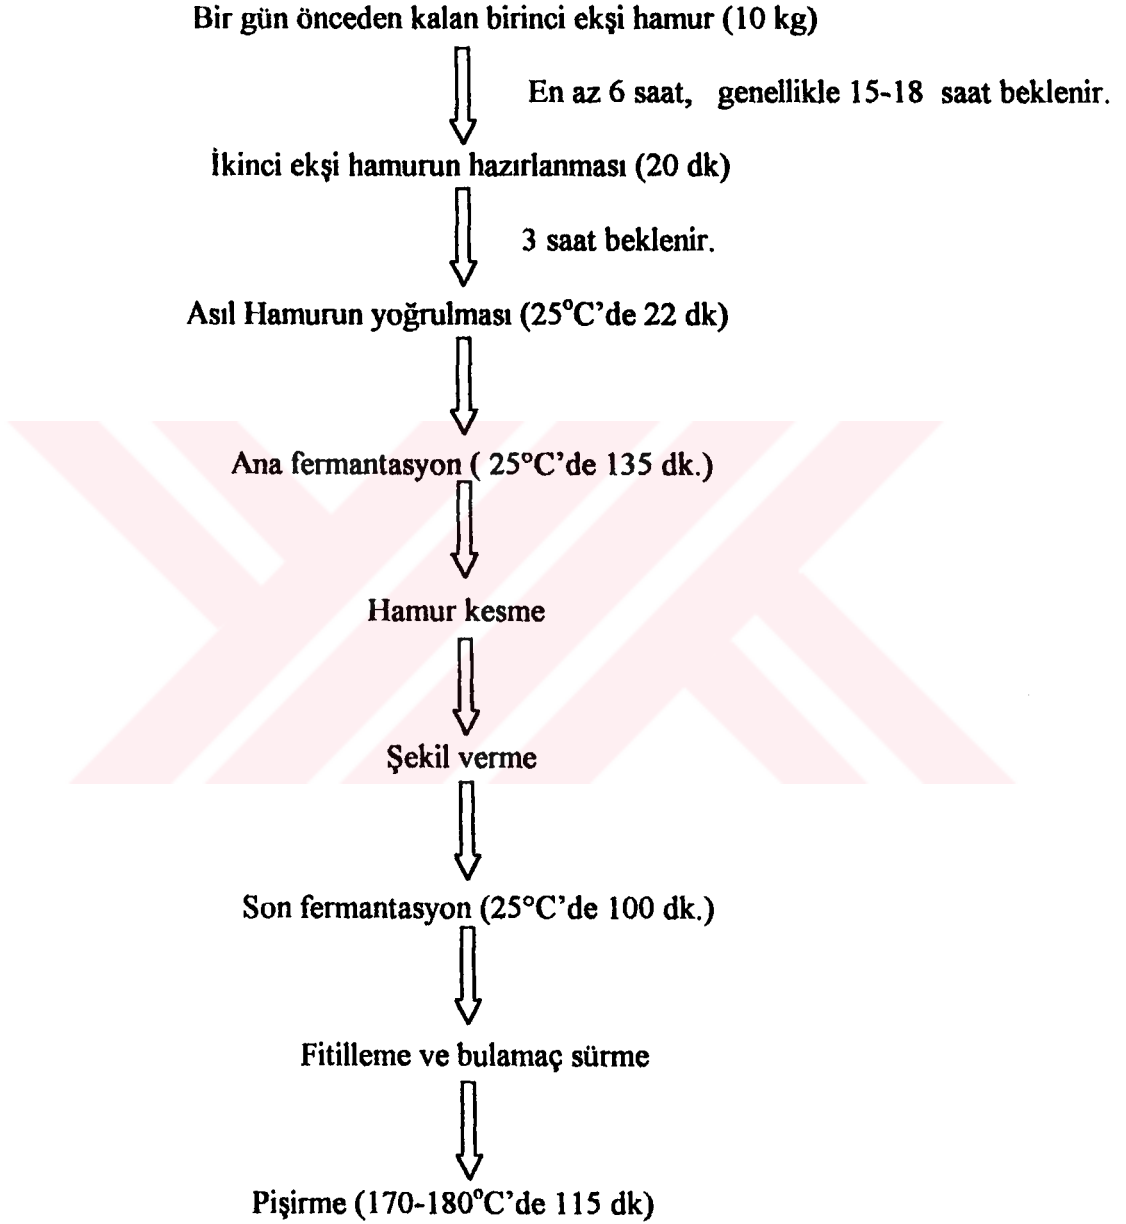 Bir gün önceden kalan birinci ekşi hamur (10 kg)
En az 6 saat, genellikle 15-18 saat beklenir.
İkinci ekşi hamurun hazırlanması (20 dk)
3 saat beklenir.
Asıl Hamurun yoğrulması (25°C'de 22 dk)
Ana fermantasyon ( 25°C'de 135 dk.)
Hamur kesme
Şekil verme
Son fermantasyon (25°C'de 100 dk.)
Fitilleme ve bulamaç sürme
Pişirme (170-180°C'de 115 dk)